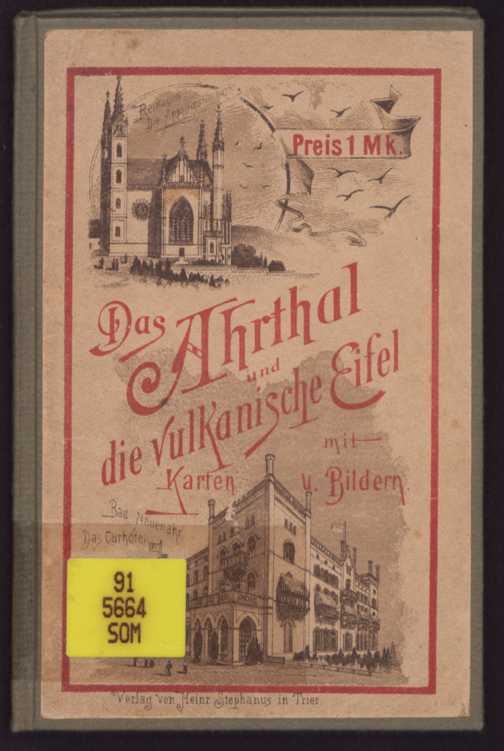 Preis 1 Mk.
Das
Ahrthal
und
die vulkanische Eifel
mit
Karten u. Bildern.
Bad Neuenahr
Das Curhotel
91
5664
SOM
Verlag von Heinr. Stephanus in Trier.